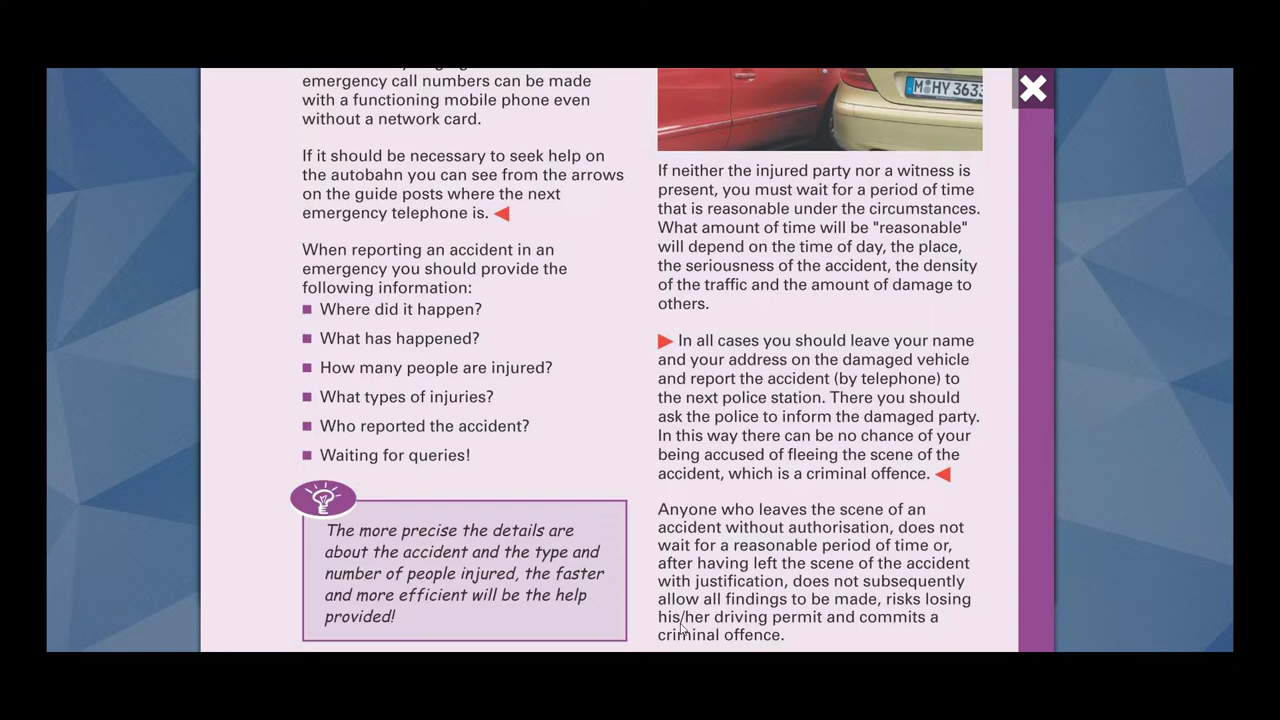 emergency call numbers can be made
with a functioning mobile phone even
without a network card.
If it should be necessary to seek help on
the autobahn you can see from the arrows
on the guide posts where the next
emergency telephone is.
When reporting an accident in an
emergency you should provide the
following information:
Where did it happen?
What has happened?
How many people are injured?
What types of injuries?
Who reported the accident?
Waiting for queries!
The more precise the details are
about the accident and the type and
number of people injured, the faster
and more efficient will be the help
provided!
M HY 3633
If neither the injured party nor a witness is
present, you must wait for a period of time
that is reasonable under the circumstances.
What amount of time will be "reasonable"
will depend on the time of day, the place,
the seriousness of the accident, the density
of the traffic and the amount of damage to
others.
In all cases you should leave your name
and your address on the damaged vehicle
and report the accident (by telephone) to
the next police station. There you should
ask the police to inform the damaged party.
In this way there can be no chance of your
being accused of fleeing the scene of the
accident, which is a criminal offence.
Anyone who leaves the scene of an
accident without authorisation, does not
wait for a reasonable period of time or,
after having left the scene of the accident
with justification, does not subsequently
allow all findings to be made, risks losing
his/her driving permit and commits a
criminal offence.